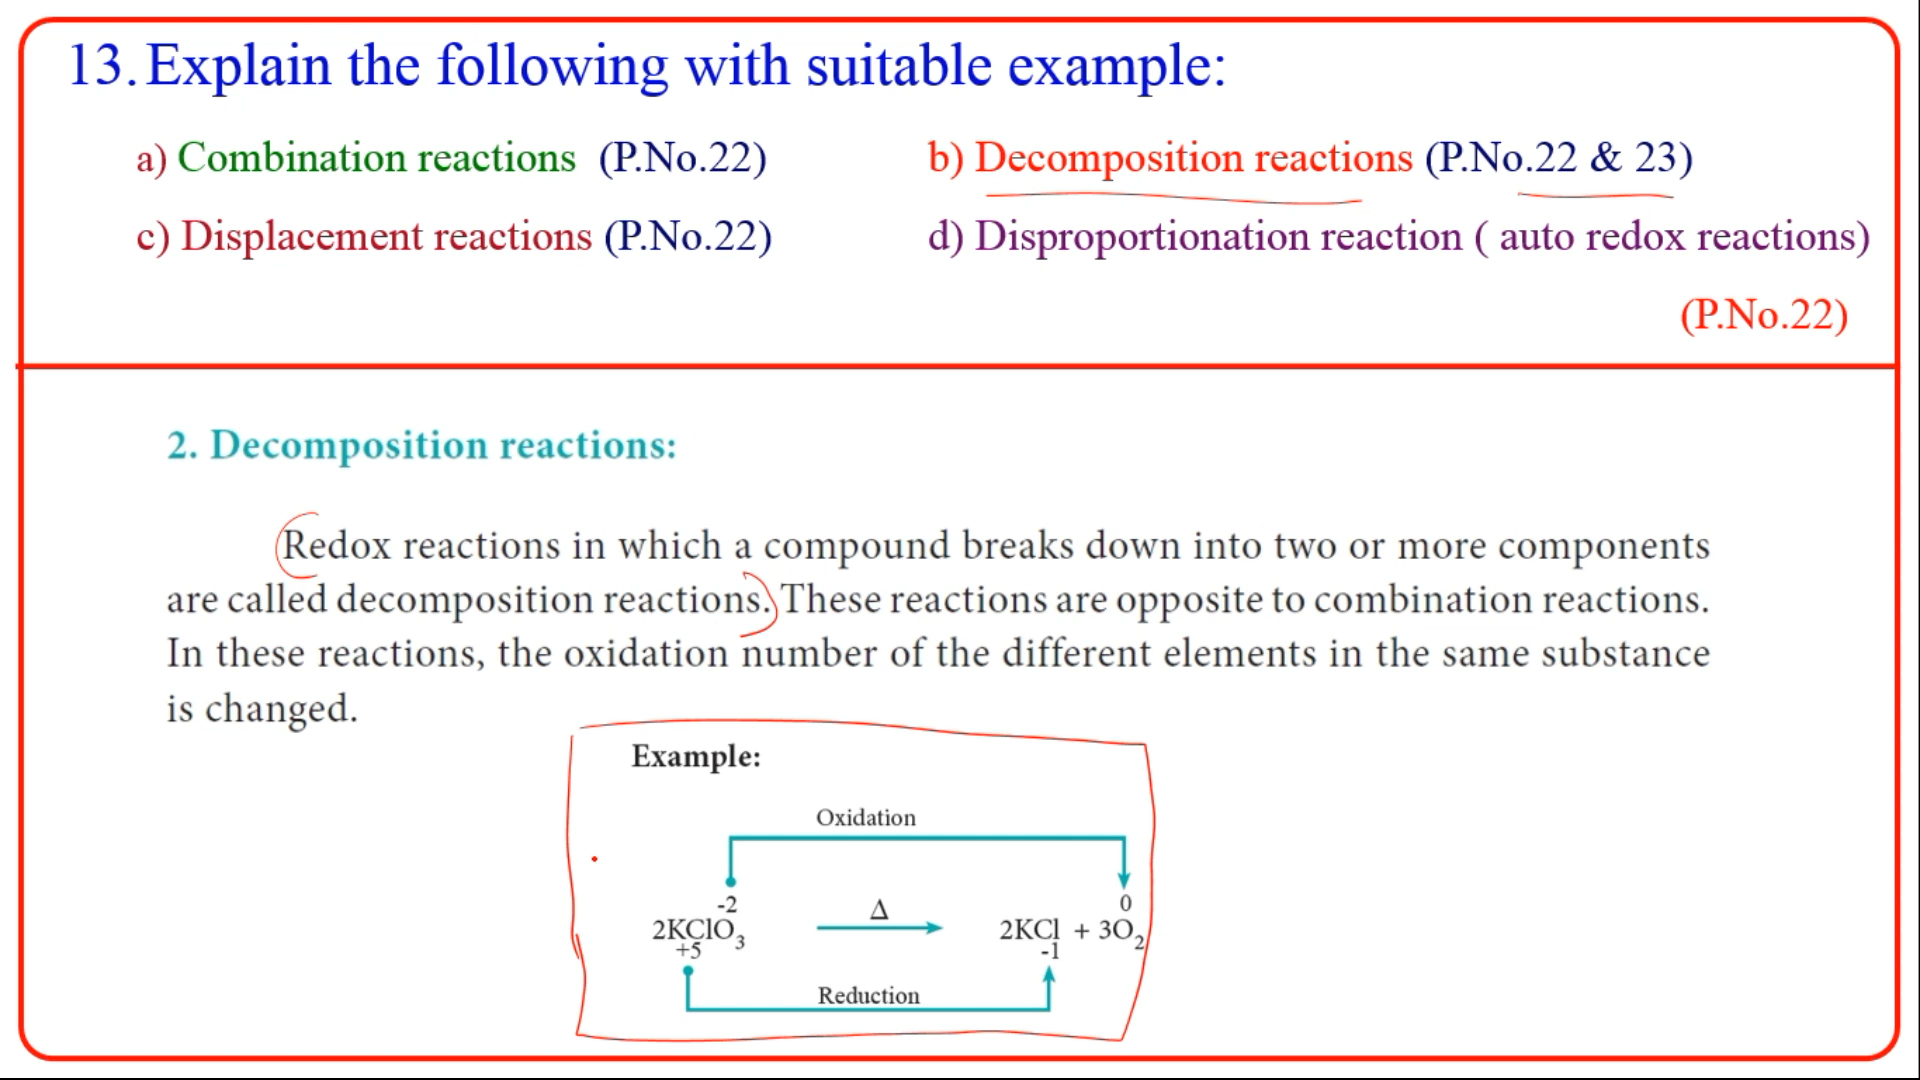 13. Explain the following with suitable example:
a) Combination reactions (P.No.22)
b) Decomposition reactions (P.No.22 & 23)
c) Displacement reactions (P.No.22)
d) Disproportionation reaction ( auto redox reactions)
(P.No.22)
2. Decomposition reactions:
Redox reactions in which a compound breaks down into two or more components
are called decomposition reactions. These reactions are opposite to combination reactions.
In these reactions, the oxidation number of the different elements in the same substance
is changed.
Example:
Oxidation
-2 0
2KClO₃ Δ 2KCl + 3O₂
+5 -1
Reduction